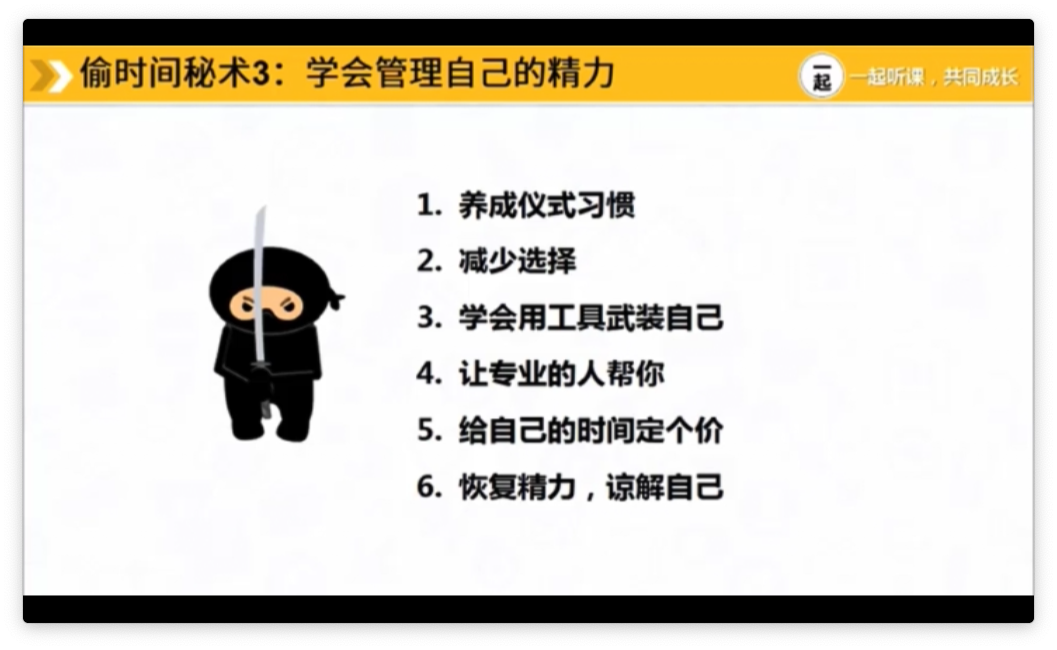 偷时间秘术3：学会管理自己的精力
一起
一起听课，共同成长
1. 养成仪式习惯
2. 减少选择
3. 学会用工具武装自己
4. 让专业的人帮你
5. 给自己的时间定个价
6. 恢复精力，谅解自己